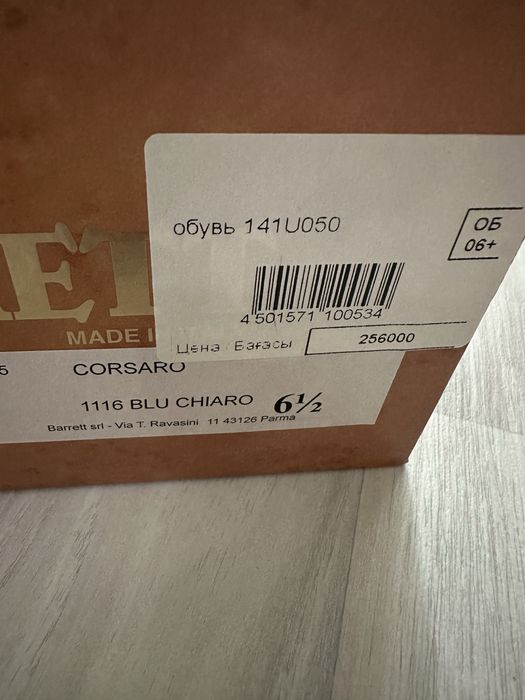 обувь 141U050
ОБ
06+
4 501571 100534
Цена Бағасы 256000
MADE I
5 CORSARO
1116 BLU CHIARO 6½
Barrett srl - Via T. Ravasini 11 43126 Parma